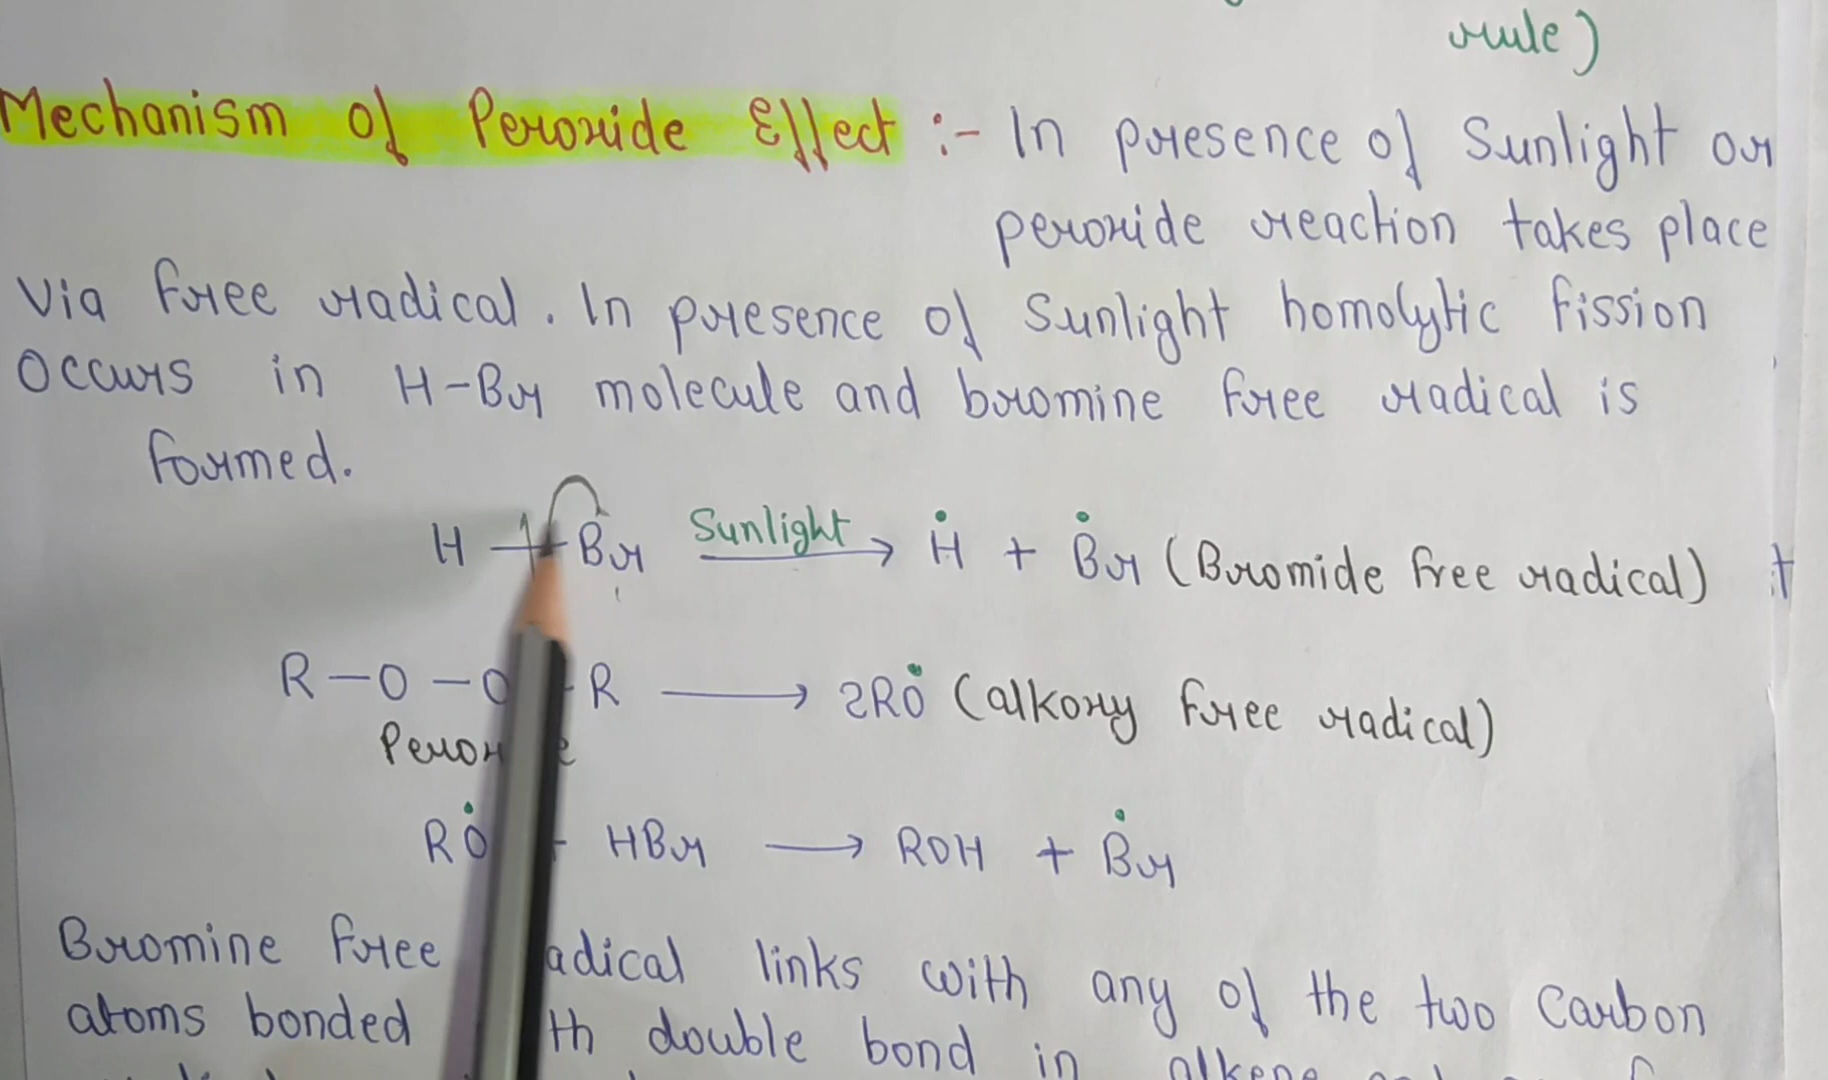 rule)
Mechanism of Peroxide Effect :- In presence of Sunlight or
peroxide reaction takes place
Via free radical. In presence of Sunlight homolytic fission
Occurs in H-Br molecule and bromine free radical is
formed.
H — Br Sunlight → Ḣ + Ḃr (Bromide free radical)
R-O-O-R → 2RȮ (alkoxy free radical)
RȮ + HBr → ROH + Ḃr
Bromine free radical links with any of the two Carbon
atoms bonded double bond in alkene